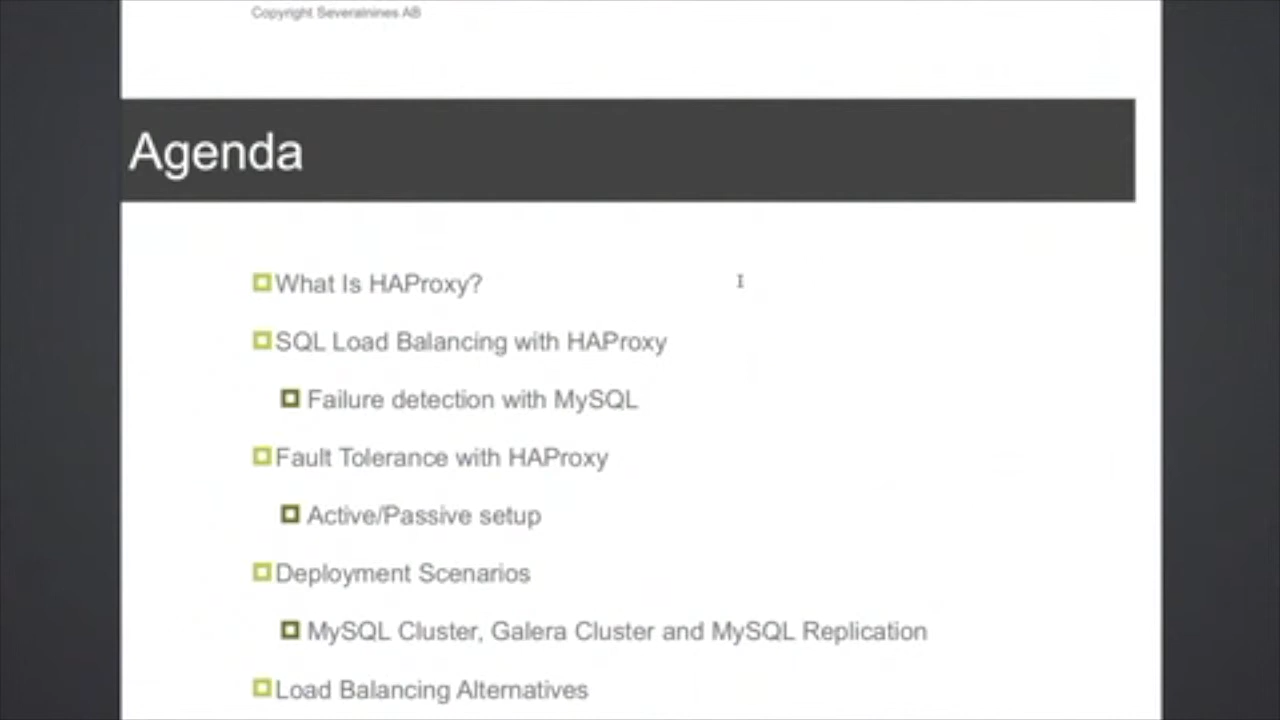 Copyright Severalnines AB
Agenda
What Is HAProxy?
SQL Load Balancing with HAProxy
Failure detection with MySQL
Fault Tolerance with HAProxy
Active/Passive setup
Deployment Scenarios
MySQL Cluster, Galera Cluster and MySQL Replication
Load Balancing Alternatives